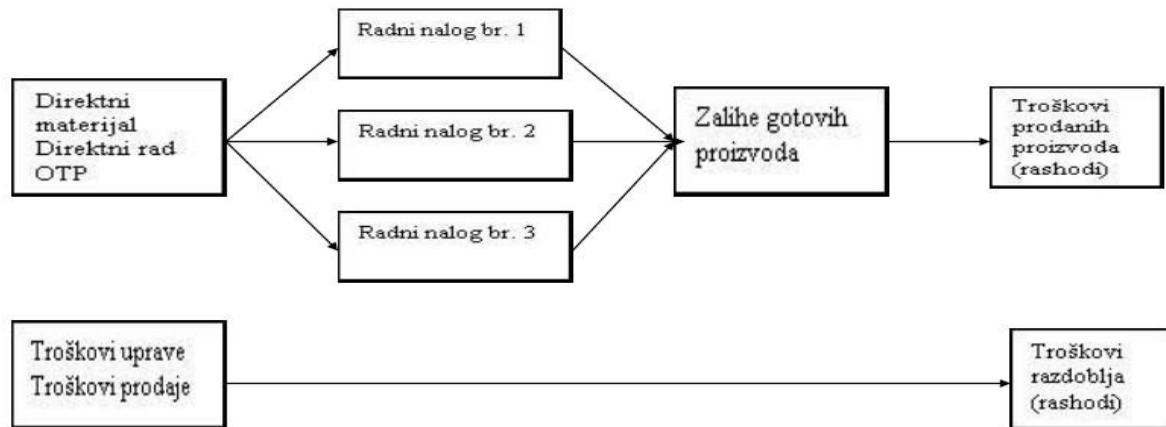 Direktni
materijal
Direktni rad
OTP
Radni nalog br. 1
Radni nalog br. 2
Radni nalog br. 3
Zalihe gotovih
proizvoda
Troškovi
prodanih
proizvoda
(rashodi)
Troškovi uprave
Troškovi prodaje
Troškovi
razdoblja
(rashodi)